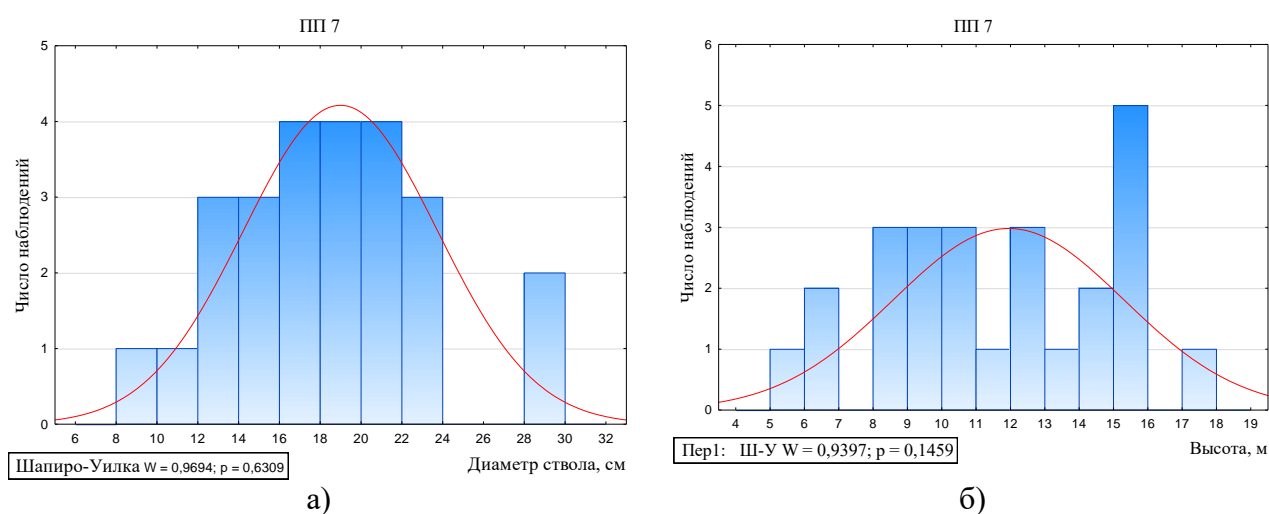 ПП 7
5
4
3
2
1
0
Число наблюдений
6 8 10 12 14 16 18 20 22 24 26 28 30 32
Шапиро-Уилка W = 0,9694; p = 0,6309
Диаметр ствола, см
а)
ПП 7
6
5
4
3
2
1
0
Число наблюдений
4 5 6 7 8 9 10 11 12 13 14 15 16 17 18 19
Пер1: Ш-У W = 0,9397; p = 0,1459
Высота, м
б)